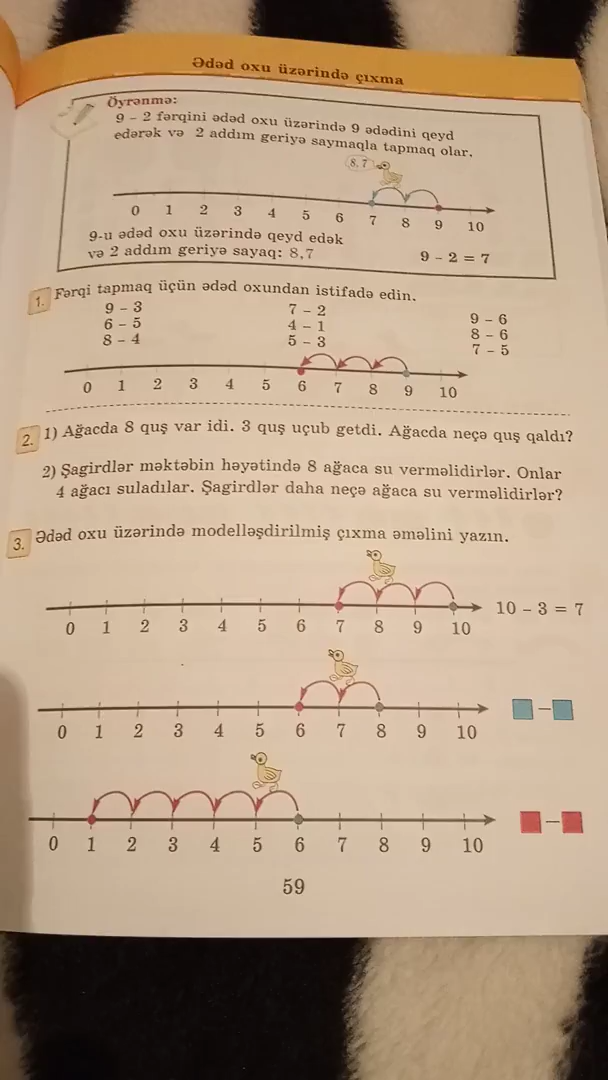 Ədəd oxu üzərində çıxma
Öyrənmə:
9 – 2 fərqini ədəd oxu üzərində 9 ədədini qeyd
edərək və 2 addım geriyə saymaqla tapmaq olar.
8, 7
0 1 2 3 4 5 6 7 8 9 10
9-u ədəd oxu üzərində qeyd edək
və 2 addım geriyə sayaq: 8,7
9 – 2 = 7
1. Fərqi tapmaq üçün ədəd oxundan istifadə edin.
9 – 3 7 – 2 9 – 6
6 – 5 4 – 1 8 – 6
8 – 4 5 – 3 7 – 5
0 1 2 3 4 5 6 7 8 9 10
2. 1) Ağacda 8 quş var idi. 3 quş uçub getdi. Ağacda neçə quş qaldı?
2) Şagirdlər məktəbin həyətində 8 ağaca su verməlidirlər. Onlar
4 ağacı suladılar. Şagirdlər daha neçə ağaca su verməlidirlər?
3. Ədəd oxu üzərində modelləşdirilmiş çıxma əməlini yazın.
10 – 3 = 7
0 1 2 3 4 5 6 7 8 9 10
–
0 1 2 3 4 5 6 7 8 9 10
–
0 1 2 3 4 5 6 7 8 9 10
59